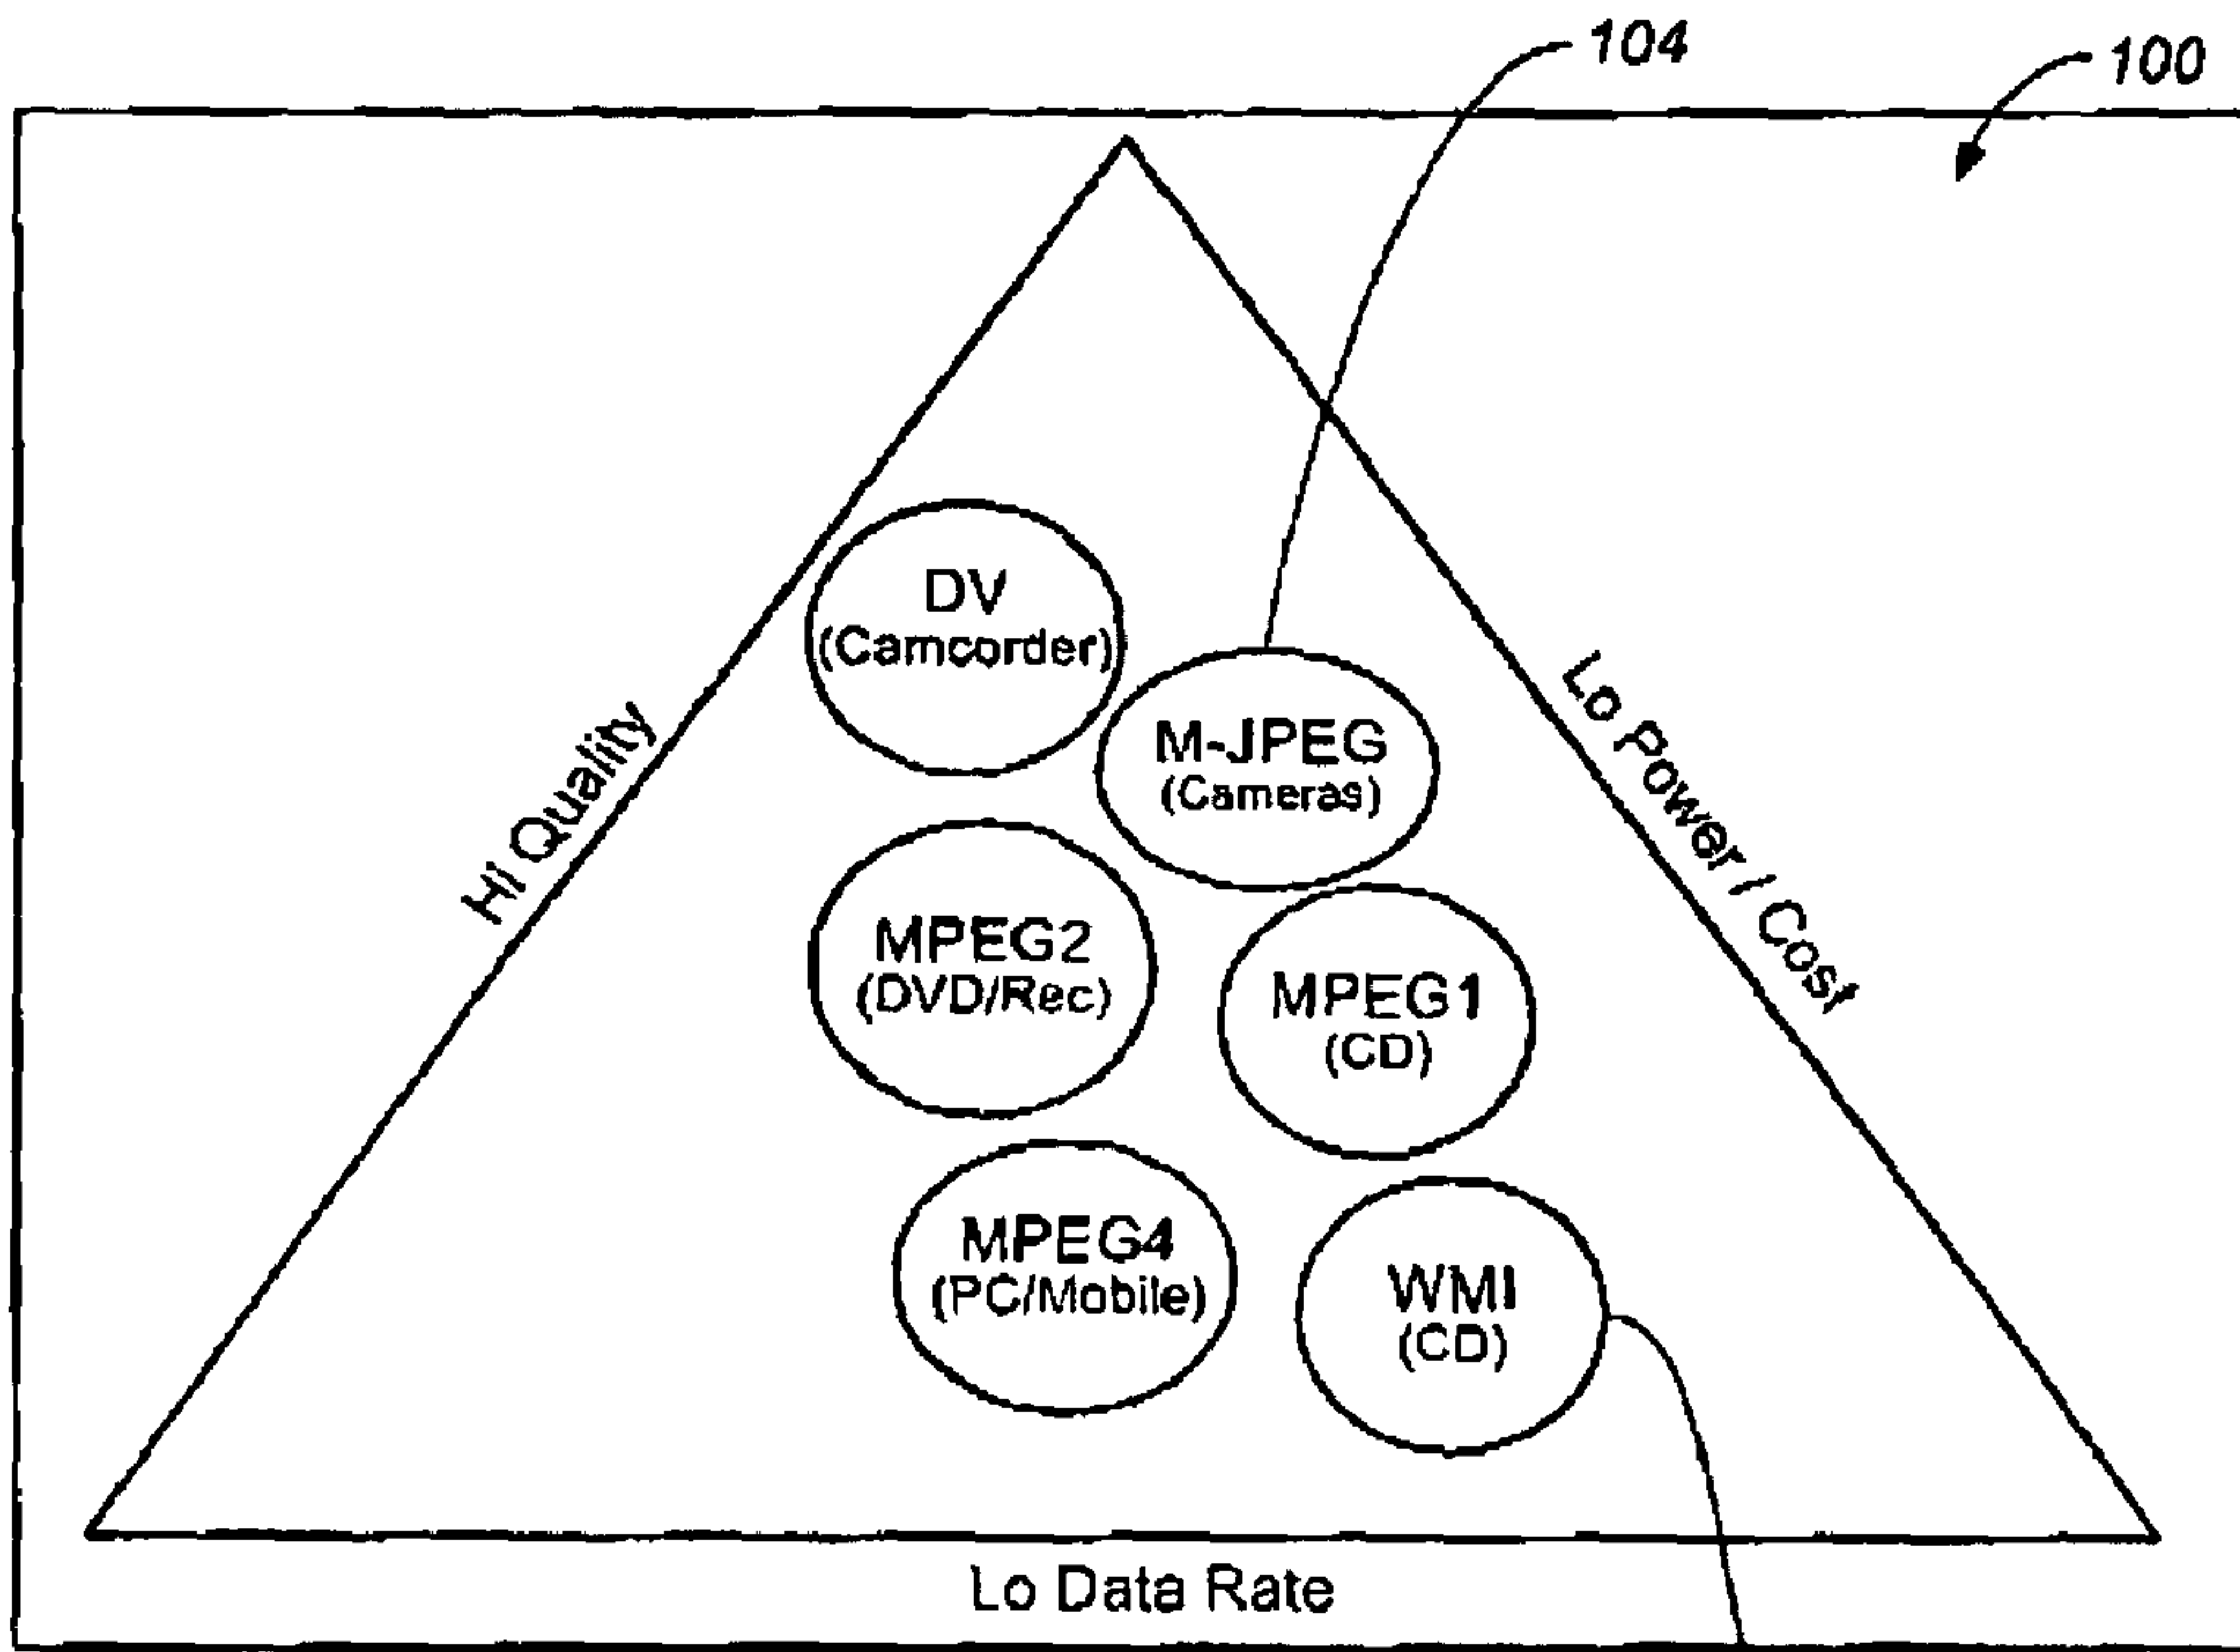 104
100
DV
(Camcorder)
M-JPEG
(Cameras)
Hi Quality
Lo Power / Cost
MPEG2
(DVD/Rec)
MPEG1
(CD)
MPEG4
(PC/Mobile)
WMI
(CD)
Lo Data Rate